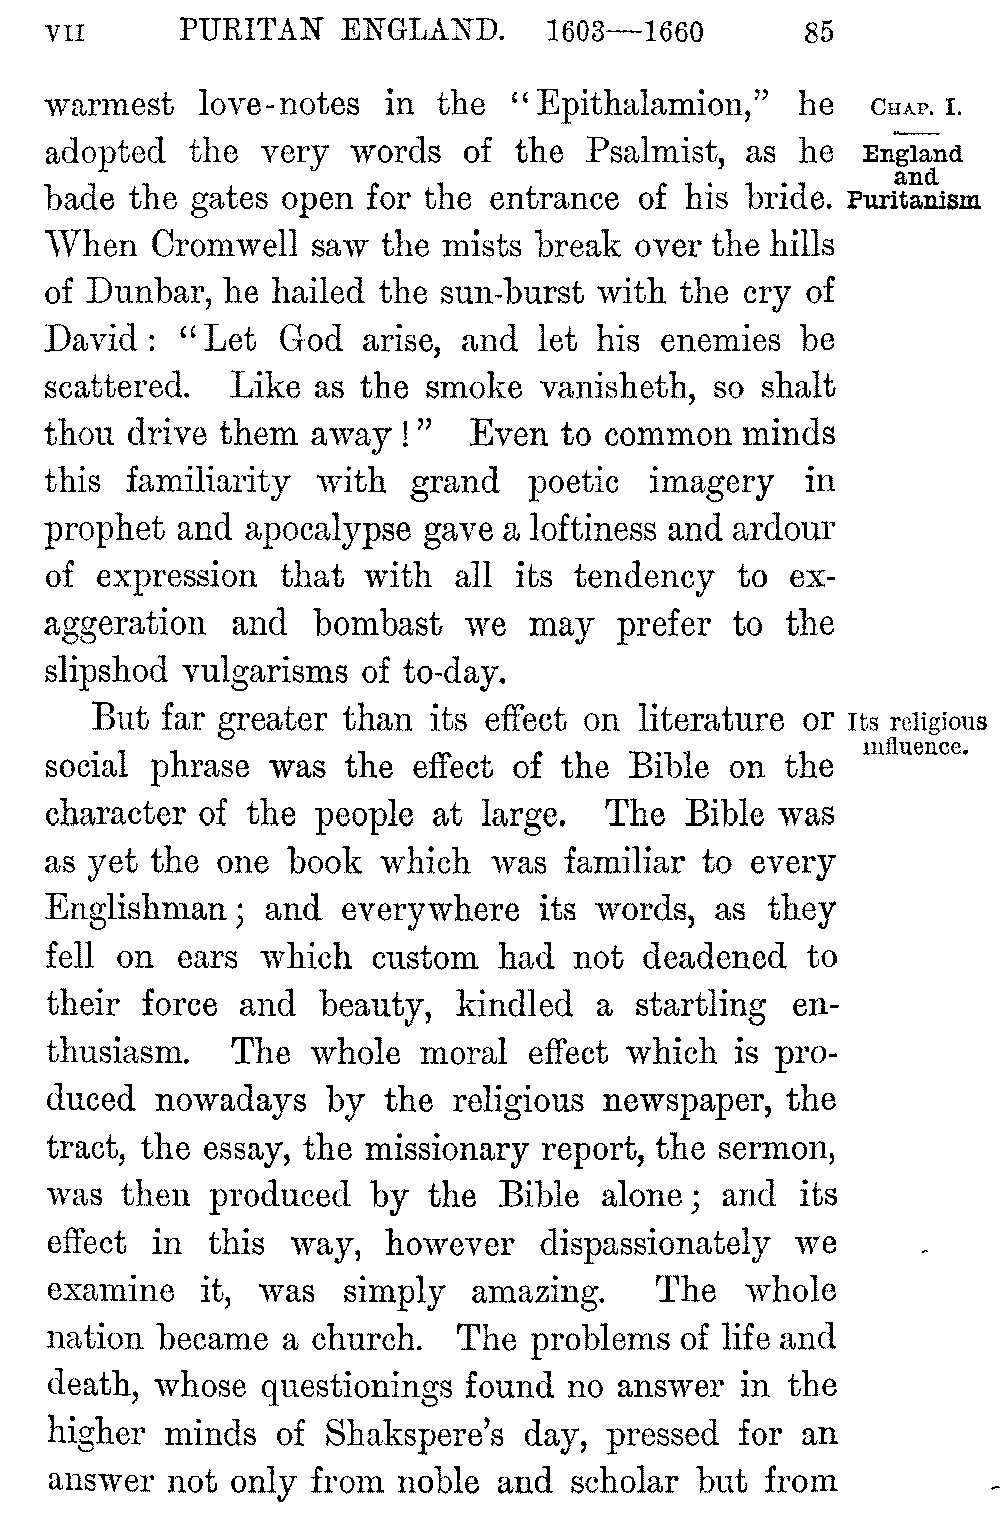 VII PURITAN ENGLAND. 1603—1660 85
warmest love-notes in the “Epithalamion,” he
adopted the very words of the Psalmist, as he
bade the gates open for the entrance of his bride.
When Cromwell saw the mists break over the hills
of Dunbar, he hailed the sun-burst with the cry of
David : “Let God arise, and let his enemies be
scattered. Like as the smoke vanisheth, so shalt
thou drive them away !” Even to common minds
this familiarity with grand poetic imagery in
prophet and apocalypse gave a loftiness and ardour
of expression that with all its tendency to ex-
aggeration and bombast we may prefer to the
slipshod vulgarisms of to-day.
CHAP. I.
England
and
Puritanism
But far greater than its effect on literature or
social phrase was the effect of the Bible on the
character of the people at large. The Bible was
as yet the one book which was familiar to every
Englishman ; and everywhere its words, as they
fell on ears which custom had not deadened to
their force and beauty, kindled a startling en-
thusiasm. The whole moral effect which is pro-
duced nowadays by the religious newspaper, the
tract, the essay, the missionary report, the sermon,
was then produced by the Bible alone ; and its
effect in this way, however dispassionately we
examine it, was simply amazing. The whole
nation became a church. The problems of life and
death, whose questionings found no answer in the
higher minds of Shakspere’s day, pressed for an
answer not only from noble and scholar but from
Its religious
influence.